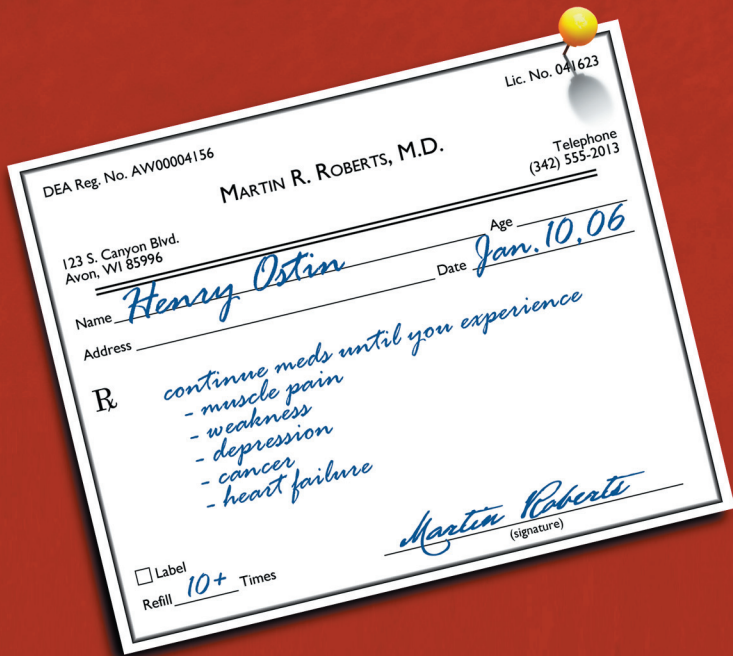 Lic. No. 041623
DEA Reg. No. AW00004156
MARTIN R. ROBERTS, M.D.
Telephone
(342) 555-2013
123 S. Canyon Blvd.
Avon, WI 85996
Name Henry Ostin Age
Address Date Jan. 10, 06
Rx continue meds until you experience
- muscle pain
- weakness
- depression
- cancer
- heart failure
Martin Roberts
(signature)
Label
Refill 10+ Times